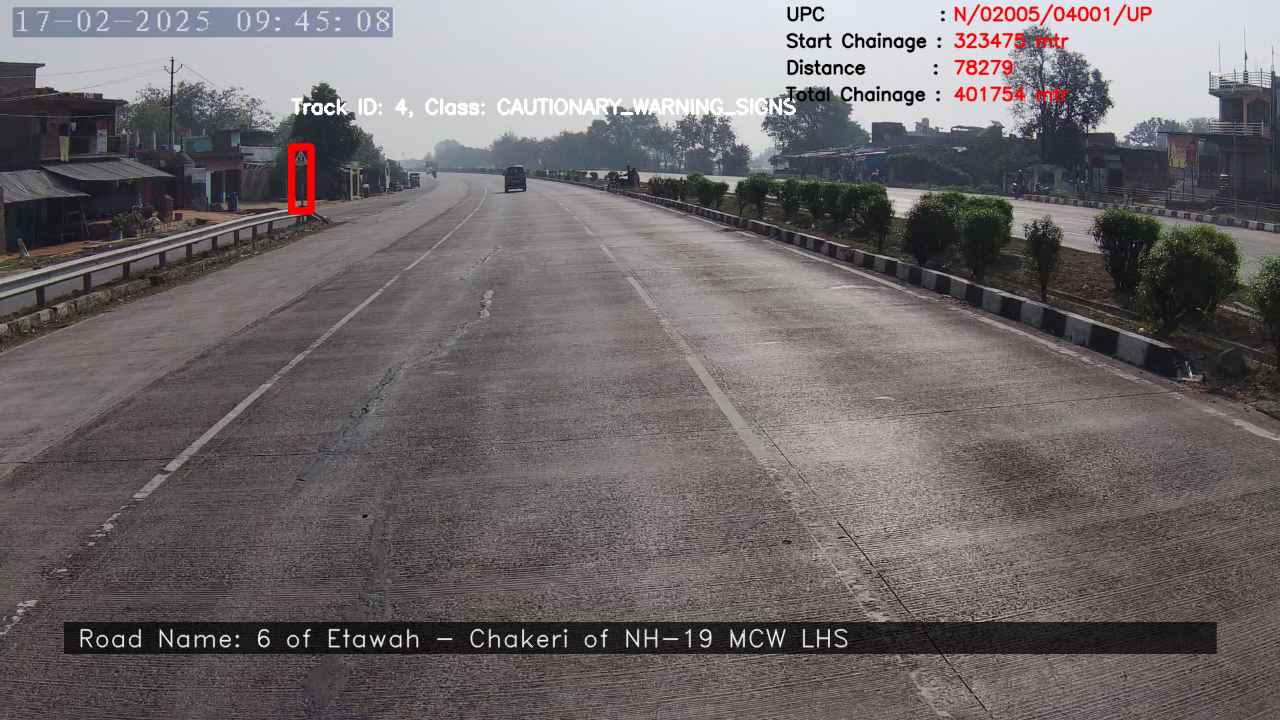 17-02-2025 09:45:08
UPC : N/02005/04001/UP
Start Chainage : 323475 mtr
Distance : 78279
Total Chainage : 401754 mtr
Track ID: 4, Class: CAUTIONARY_WARNING_SIGNS
Road Name: 6 of Etawah - Chakeri of NH-19 MCW LHS